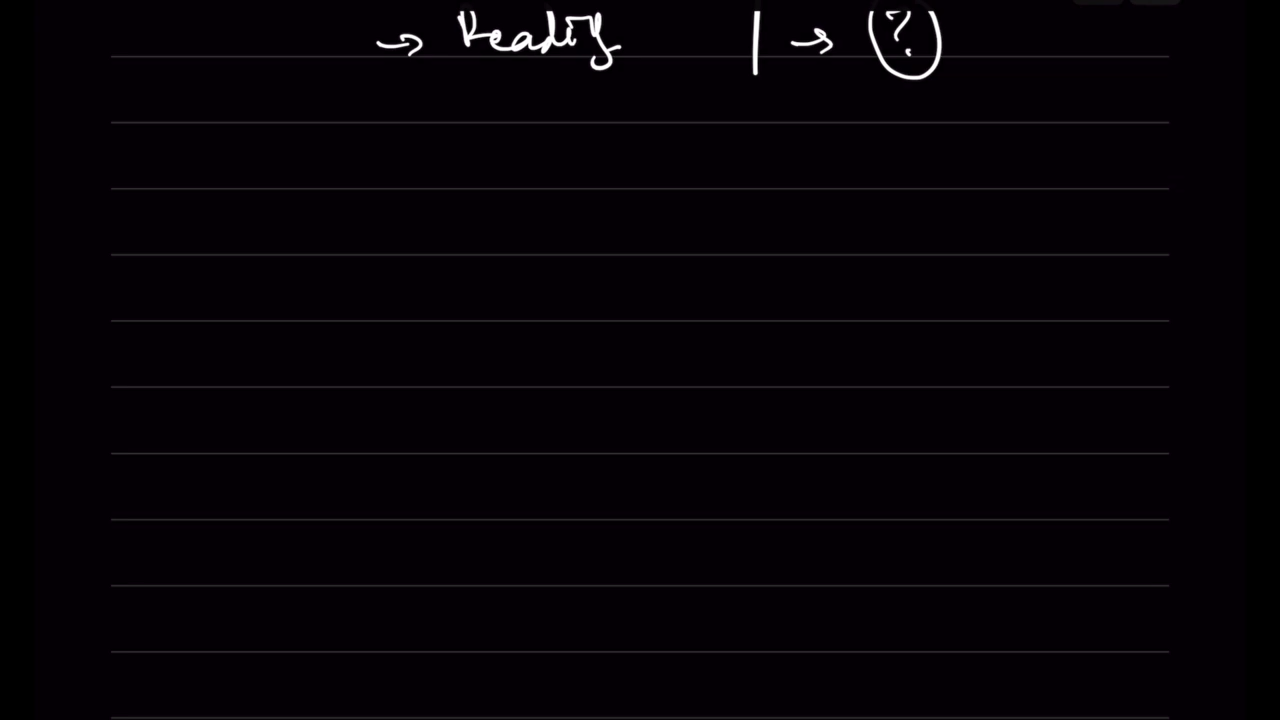 → Reality | → ?